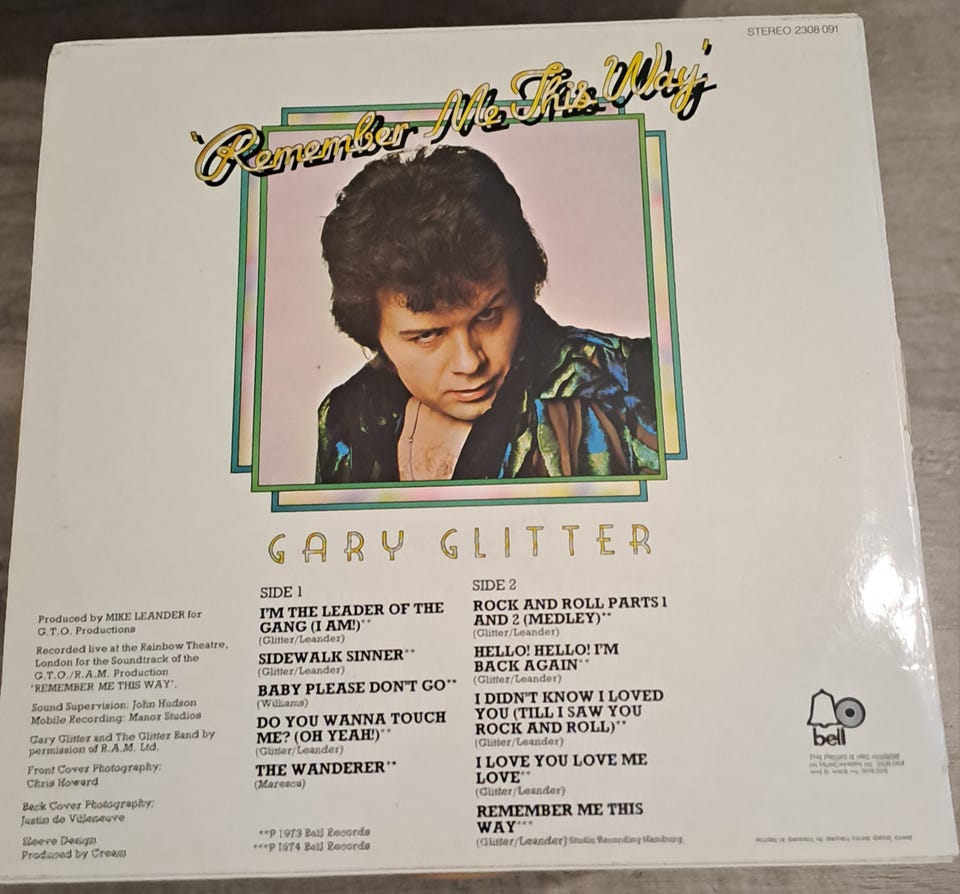 STEREO 2308 091
'Remember Me This Way'
GARY GLITTER
Produced by MIKE LEANDER for
G.T.O. Productions
Recorded live at the Rainbow Theatre,
London for the Soundtrack of the
G.T.O./R.A.M. Production
'REMEMBER ME THIS WAY'.
Sound Supervision: John Hudson
Mobile Recording: Manor Studios
Gary Glitter and The Glitter Band by
permission of R.A.M. Ltd.
Front Cover Photography:
Chris Howard
Back Cover Photography:
Justin de Villeneuve
Sleeve Design
Produced by Cream
SIDE 1
I'M THE LEADER OF THE
GANG (I AM!)**
(Glitter/Leander)
SIDEWALK SINNER**
(Glitter/Leander)
BABY PLEASE DON'T GO**
(Williams)
DO YOU WANNA TOUCH
ME? (OH YEAH!)**
(Glitter/Leander)
THE WANDERER**
(Maresca)
**P 1973 Bell Records
***P 1974 Bell Records
SIDE 2
ROCK AND ROLL PARTS 1
AND 2 (MEDLEY)**
(Glitter/Leander)
HELLO! HELLO! I'M
BACK AGAIN**
(Glitter/Leander)
I DIDN'T KNOW I LOVED
YOU (TILL I SAW YOU
ROCK AND ROLL)**
(Glitter/Leander)
I LOVE YOU LOVE ME
LOVE**
(Glitter/Leander)
REMEMBER ME THIS
WAY***
(Glitter/Leander) Studio Recording Hamburg.
bell